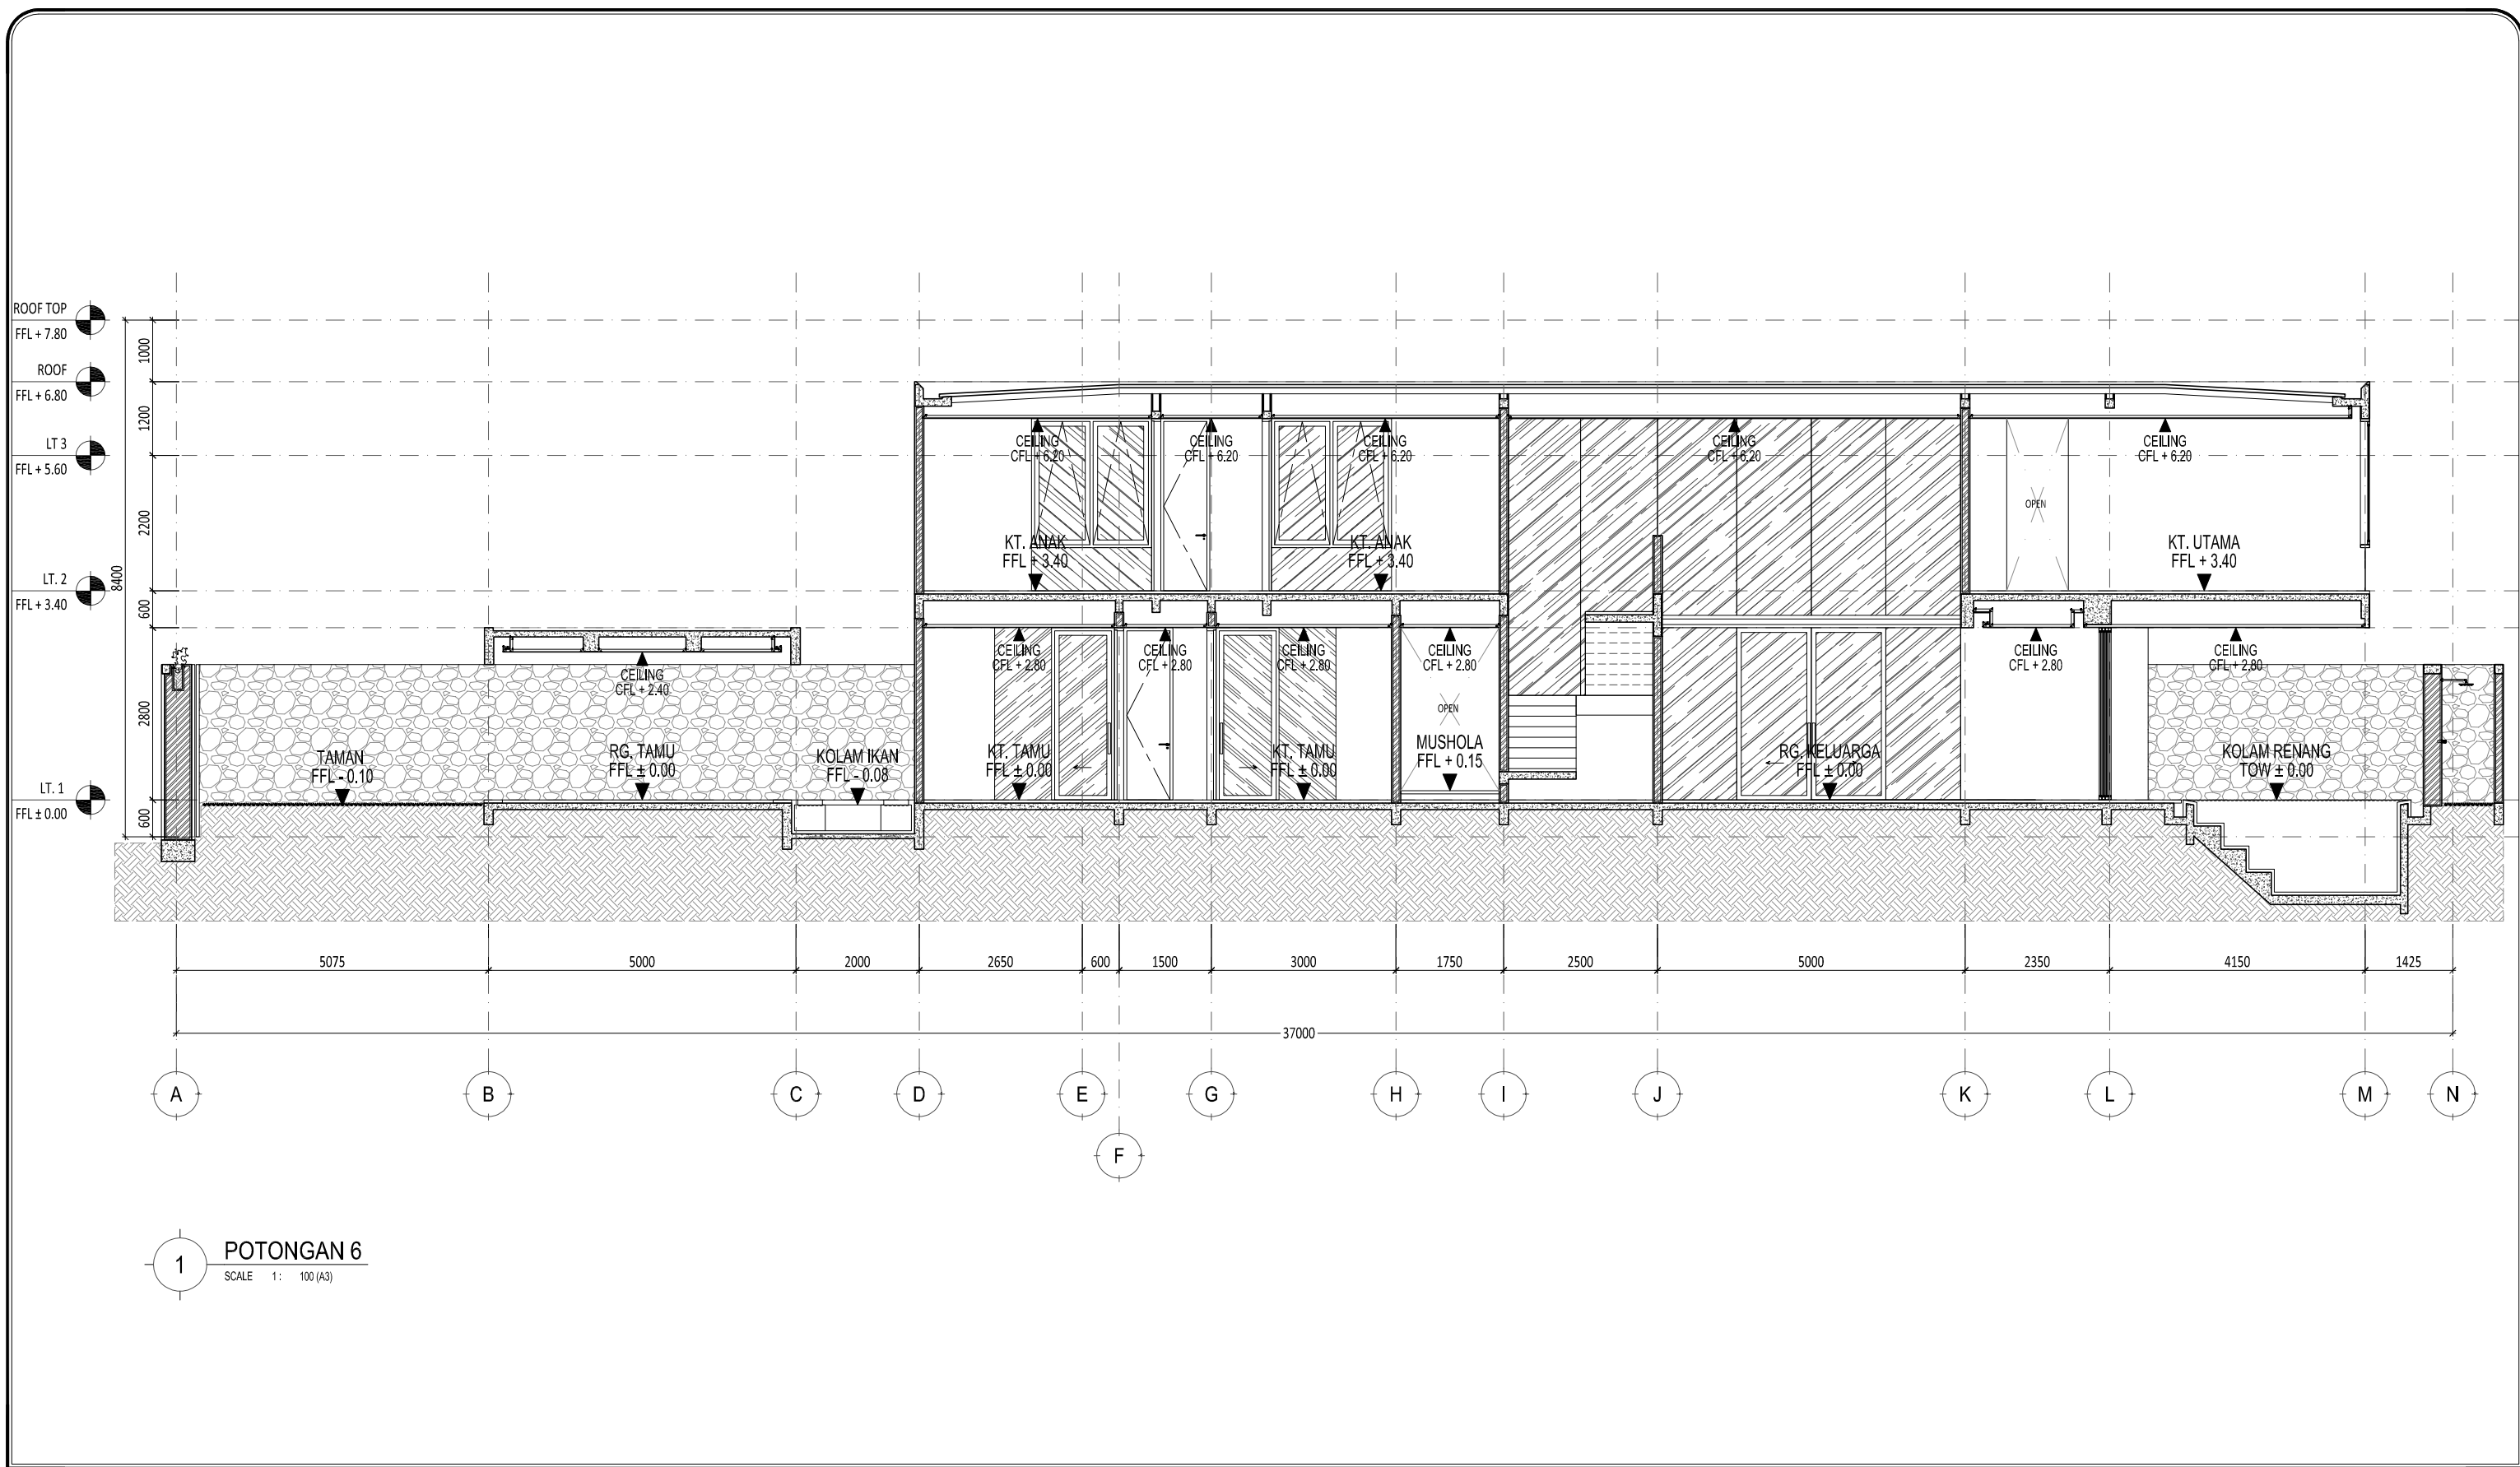 ROOF TOP
FFL + 7.80
ROOF
FFL + 6.80
LT 3
FFL + 5.60
LT. 2
FFL + 3.40
LT. 1
FFL ± 0.00
1000
1200
2200
600
2800
600
8400
CEILING
CFL + 6.20
CEILING
CFL + 6.20
CEILING
CFL + 6.20
CEILING
CFL + 6.20
CEILING
CFL + 6.20
OPEN
KT. ANAK
FFL + 3.40
KT. ANAK
FFL + 3.40
KT. UTAMA
FFL + 3.40
CEILING
CFL + 2.40
CEILING
CFL + 2.80
CEILING
CFL + 2.80
CEILING
CFL + 2.80
CEILING
CFL + 2.80
CEILING
CFL + 2.80
CEILING
CFL + 2.80
OPEN
TAMAN
FFL - 0.10
RG. TAMU
FFL ± 0.00
KOLAM IKAN
FFL - 0.08
KT. TAMU
FFL ± 0.00
KT. TAMU
FFL ± 0.00
MUSHOLA
FFL + 0.15
RG. KELUARGA
FFL ± 0.00
KOLAM RENANG
TOW ± 0.00
5075 5000 2000 2650 600 1500 3000 1750 2500 5000 2350 4150 1425
37000
A B C D E G H I J K L M N
F
1
POTONGAN 6
SCALE 1 : 100 (A3)